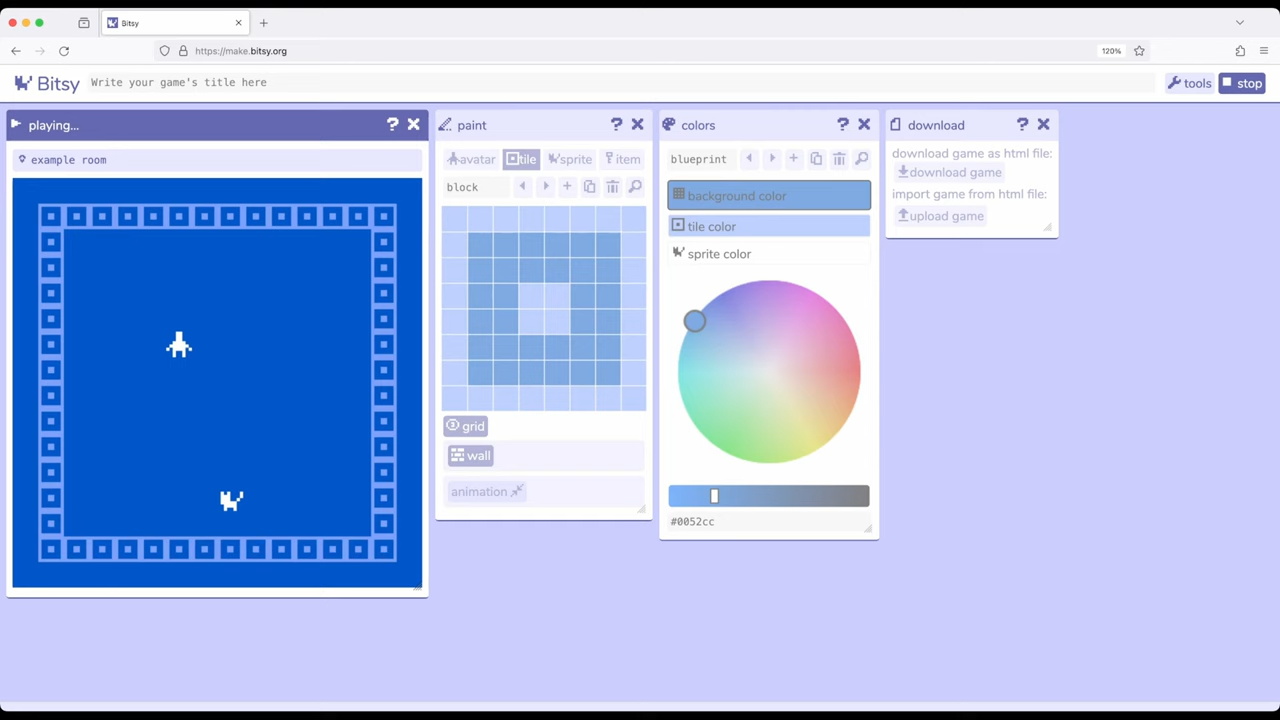 Bitsy
https://make.bitsy.org
120%
Bitsy
Write your game's title here
tools
stop
playing...
?
example room
paint
?
avatar
tile
sprite
item
block
grid
wall
animation
colors
?
blueprint
background color
tile color
sprite color
#0052cc
download
?
download game as html file:
download game
import game from html file:
upload game